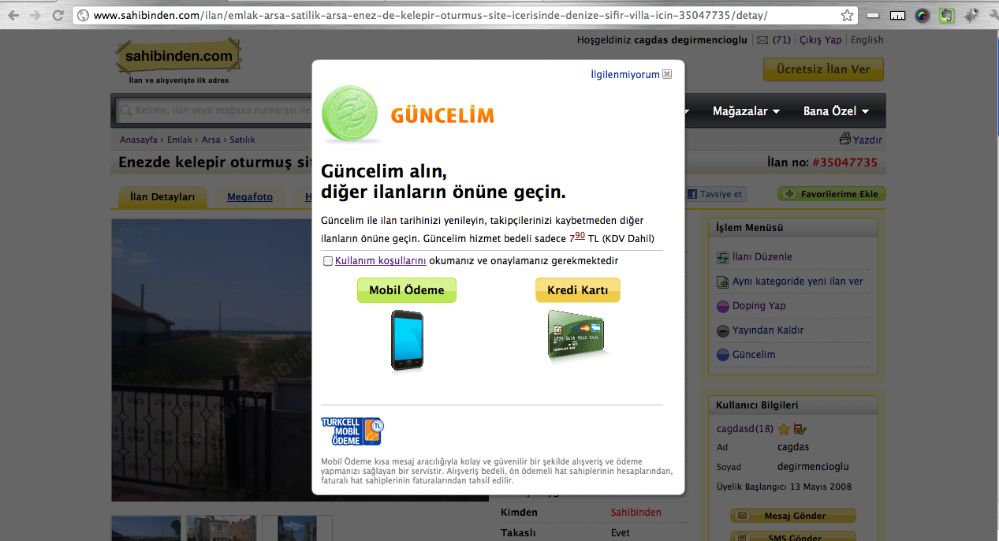 www.sahibinden.com/ilan/emlak-arsa-satilik-arsa-enez-de-kelepir-oturmus-site-icerisinde-denize-sifir-villa-icin-35047735/detay/
sahibinden.com
İlan ve alışverişte ilk adres
Hoşgeldiniz cagdas degirmencioglu (71) Çıkış Yap English
Ücretsiz İlan Ver
Kelime, ilan veya mağaza numarası ile
Mağazalar Bana Özel
Anasayfa › Emlak › Arsa › Satılık
Yazdır
Enezde kelepir oturmuş
İlan no: #35047735
İlan Detayları Megafoto
Tavsiye et
Favorilerime Ekle
İlgilenmiyorum
GÜNCELİM
Güncelim alın,
diğer ilanların önüne geçin.
Güncelim ile ilan tarihinizi yenileyin, takipçilerinizi kaybetmeden diğer
ilanların önüne geçin. Güncelim hizmet bedeli sadece 790 TL (KDV Dahil)
Kullanım koşullarını okumanız ve onaylamanız gerekmektedir
Mobil Ödeme Kredi Kartı
TURKCELL
MOBİL
ÖDEME
TL
Mobil Ödeme kısa mesaj aracılığıyla kolay ve güvenilir bir şekilde alışveriş ve ödeme
yapmanızı sağlayan bir servistir. Alışveriş bedeli, ön ödemeli hat sahiplerinin hesaplarından,
faturalı hat sahiplerinin faturalarından tahsil edilir.
İşlem Menüsü
İlanı Düzenle
Aynı kategoride yeni ilan ver
Doping Yap
Yayından Kaldır
Güncelim
Kullanıcı Bilgileri
cagdasd(18)
Ad cagdas
Soyad degirmencioglu
Üyelik Başlangıcı 13 Mayıs 2008
Mesaj Gönder
SMS Gönder
Kimden Sahibinden
Takaslı Evet